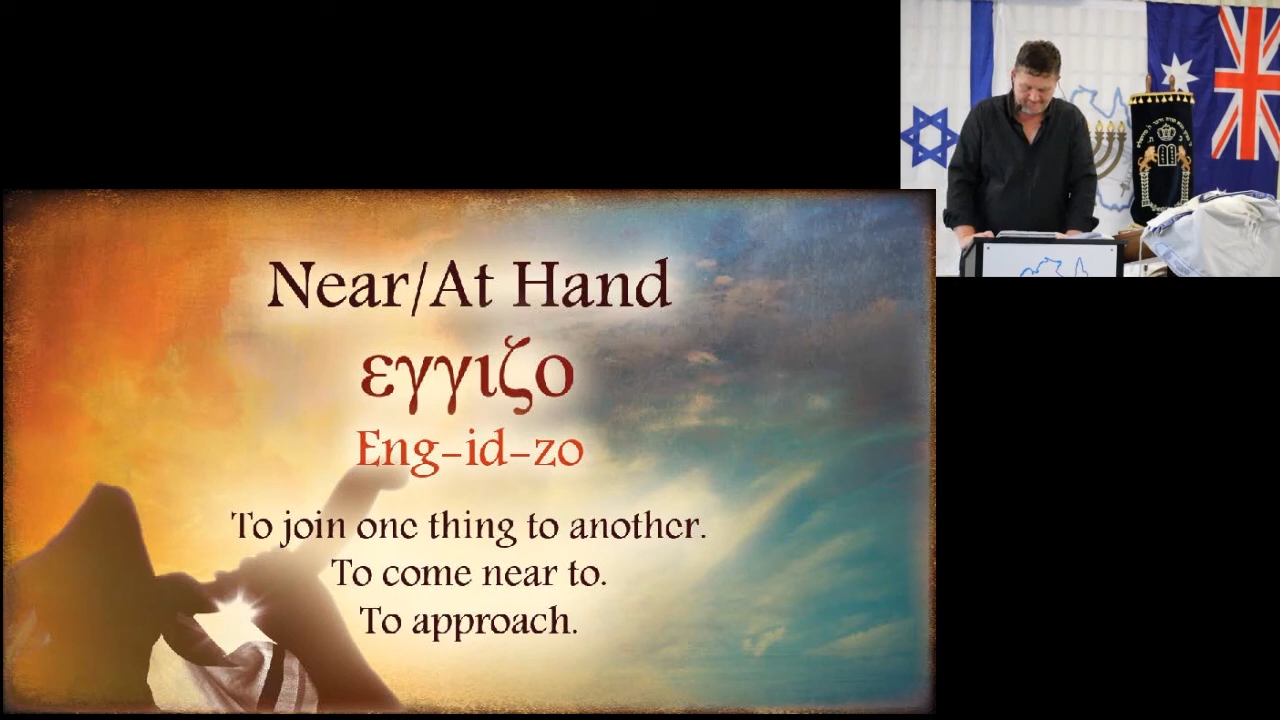 Near/At Hand
εγγιζο
Eng-id-zo
To join one thing to another.
To come near to.
To approach.